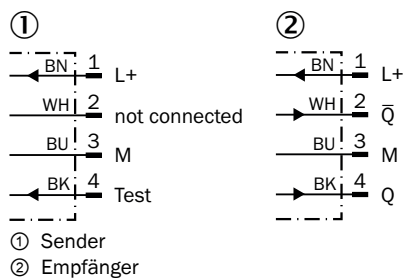 ① ②
BN 1 L+ BN 1 L+
WH 2 not connected WH 2 Q̅
BU 3 M BU 3 M
BK 4 Test BK 4 Q
① Sender
② Empfänger